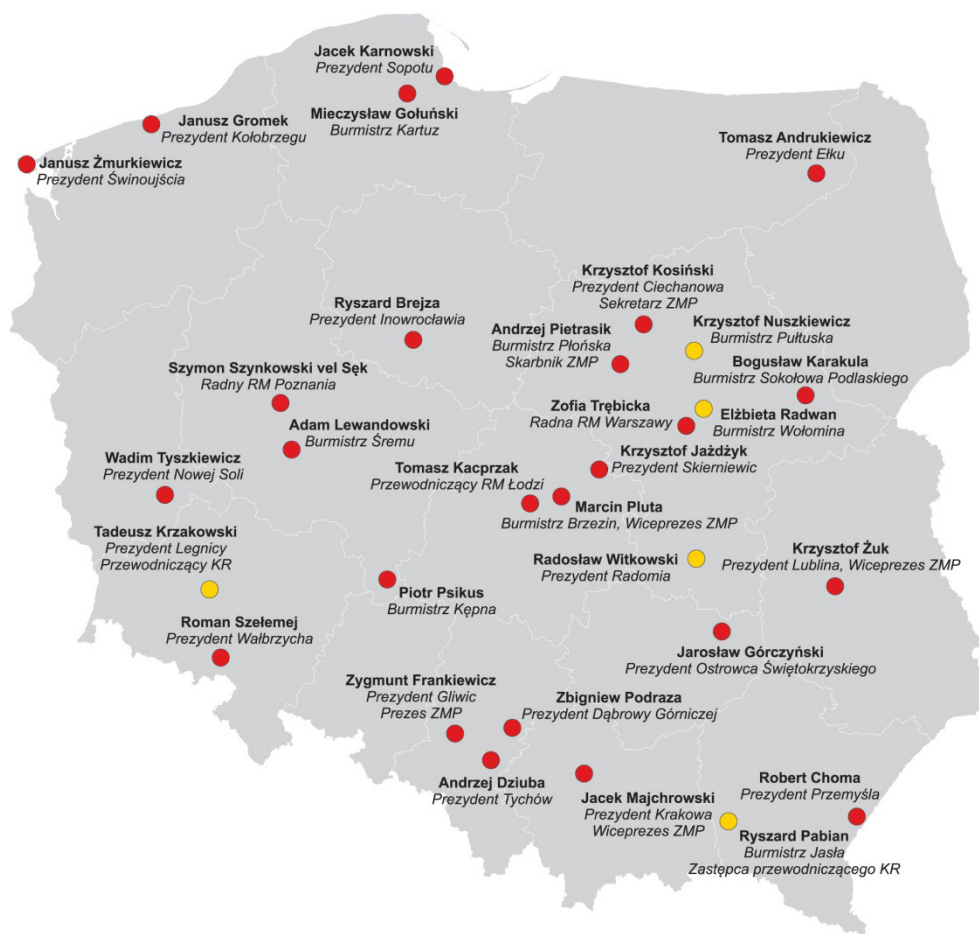 Jacek Karnowski
Prezydent Sopotu
Mieczysław Gołuński
Burmistrz Kartuz
Janusz Gromek
Prezydent Kołobrzegu
Janusz Żmurkiewicz
Prezydent Świnoujścia
Tomasz Andrukiewicz
Prezydent Ełku
Krzysztof Kosiński
Prezydent Ciechanowa
Sekretarz ZMP
Ryszard Brejza
Prezydent Inowrocławia
Krzysztof Nuszkiewicz
Burmistrz Pułtuska
Andrzej Pietrasik
Burmistrz Płońska
Skarbnik ZMP
Bogusław Karakula
Burmistrz Sokołowa Podlaskiego
Szymon Szynkowski vel Sęk
Radny RM Poznania
Zofia Trębicka
Radna RM Warszawy
Elżbieta Radwan
Burmistrz Wołomina
Adam Lewandowski
Burmistrz Śremu
Krzysztof Jażdżyk
Prezydent Skierniewic
Wadim Tyszkiewicz
Prezydent Nowej Soli
Tomasz Kacprzak
Przewodniczący RM Łodzi
Marcin Pluta
Burmistrz Brzezin, Wiceprezes ZMP
Tadeusz Krzakowski
Prezydent Legnicy
Przewodniczący KR
Radosław Witkowski
Prezydent Radomia
Krzysztof Żuk
Prezydent Lublina, Wiceprezes ZMP
Piotr Psikus
Burmistrz Kępna
Roman Szełemej
Prezydent Wałbrzycha
Jarosław Górczyński
Prezydent Ostrowca Świętokrzyskiego
Zygmunt Frankiewicz
Prezydent Gliwic
Prezes ZMP
Zbigniew Podraza
Prezydent Dąbrowy Górniczej
Andrzej Dziuba
Prezydent Tychów
Jacek Majchrowski
Prezydent Krakowa
Wiceprezes ZMP
Robert Choma
Prezydent Przemyśla
Ryszard Pabian
Burmistrz Jasła
Zastępca przewodniczącego KR